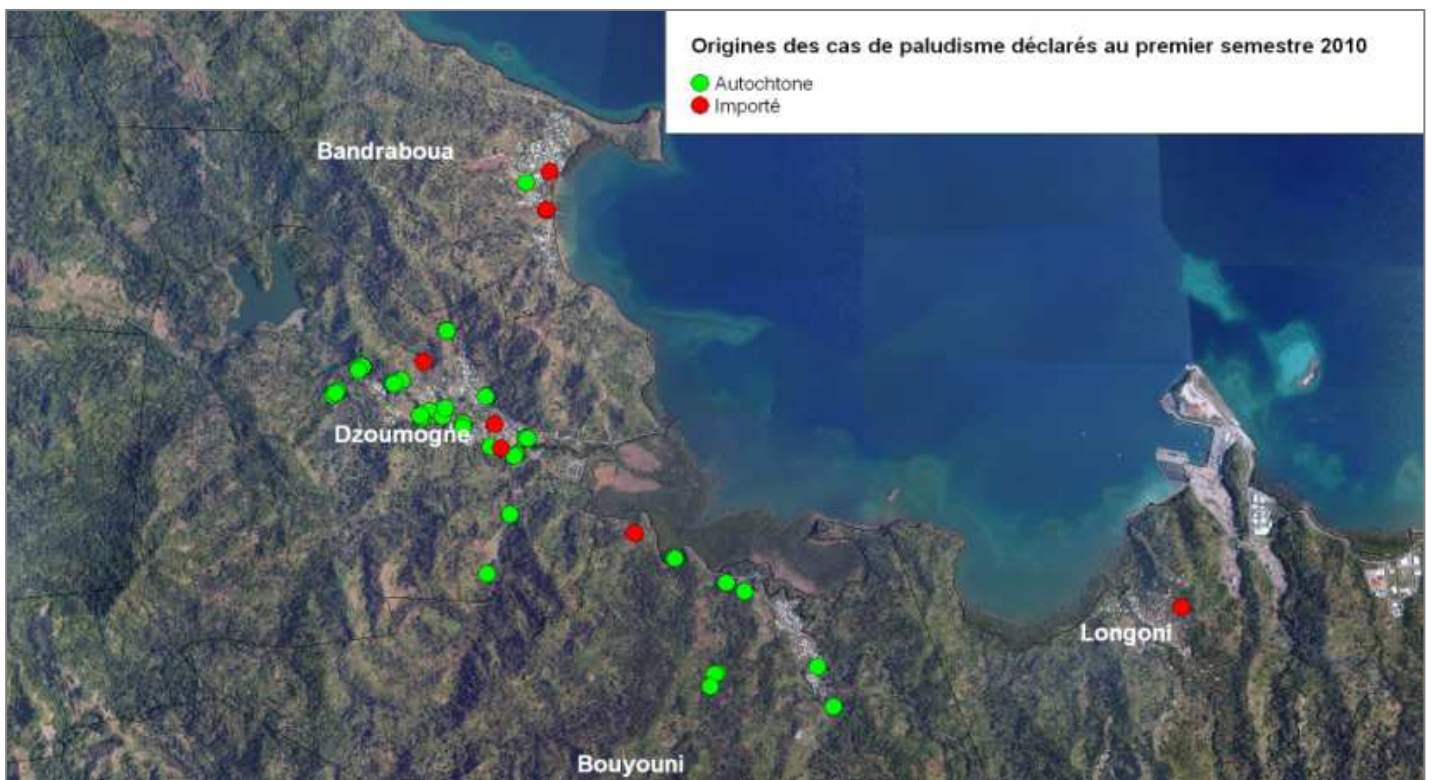 Origines des cas de paludisme déclarés au premier semestre 2010
Autochtone
Importé
Bandraboua
Dzoumogne
Longoni
Bouyouni